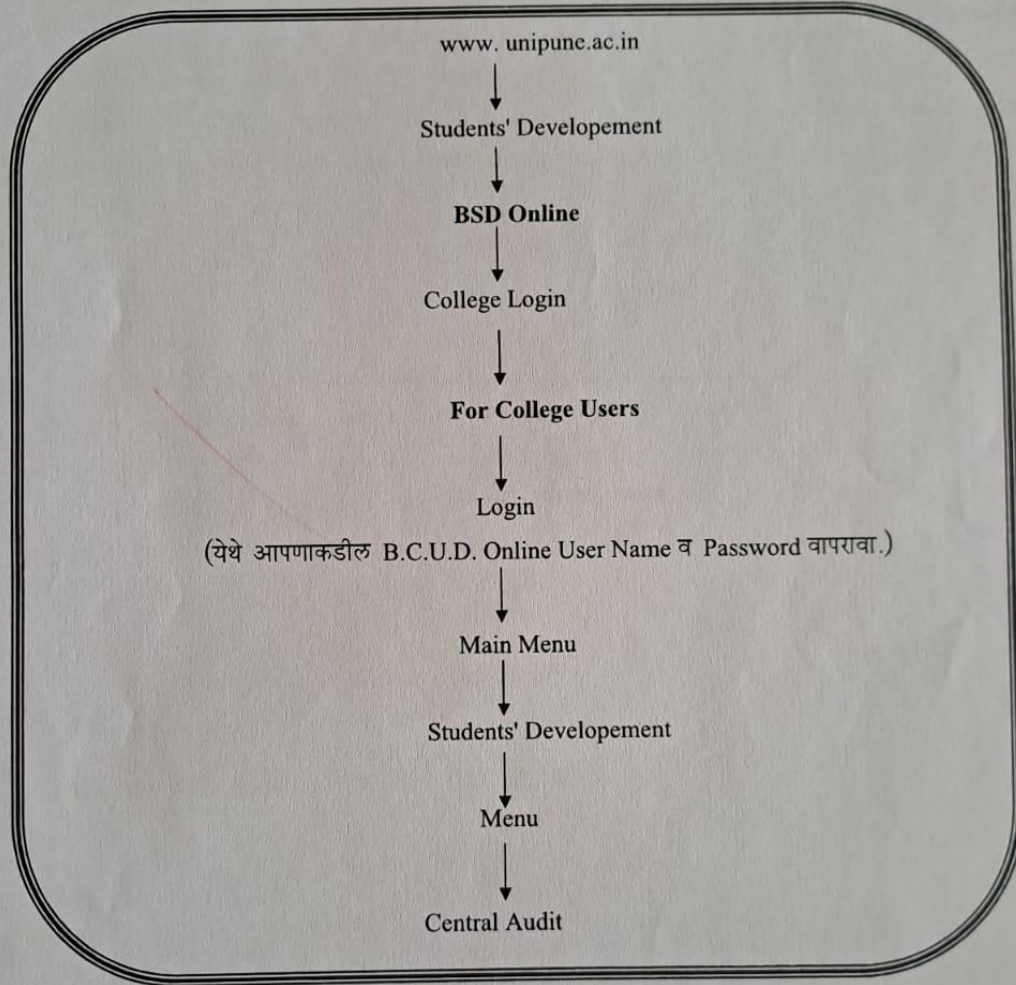 www. unipune.ac.in
Students' Developement
BSD Online
College Login
For College Users
Login
(येथे आपणाकडील B.C.U.D. Online User Name व Password वापरावा.)
Main Menu
Students' Developement
Menu
Central Audit